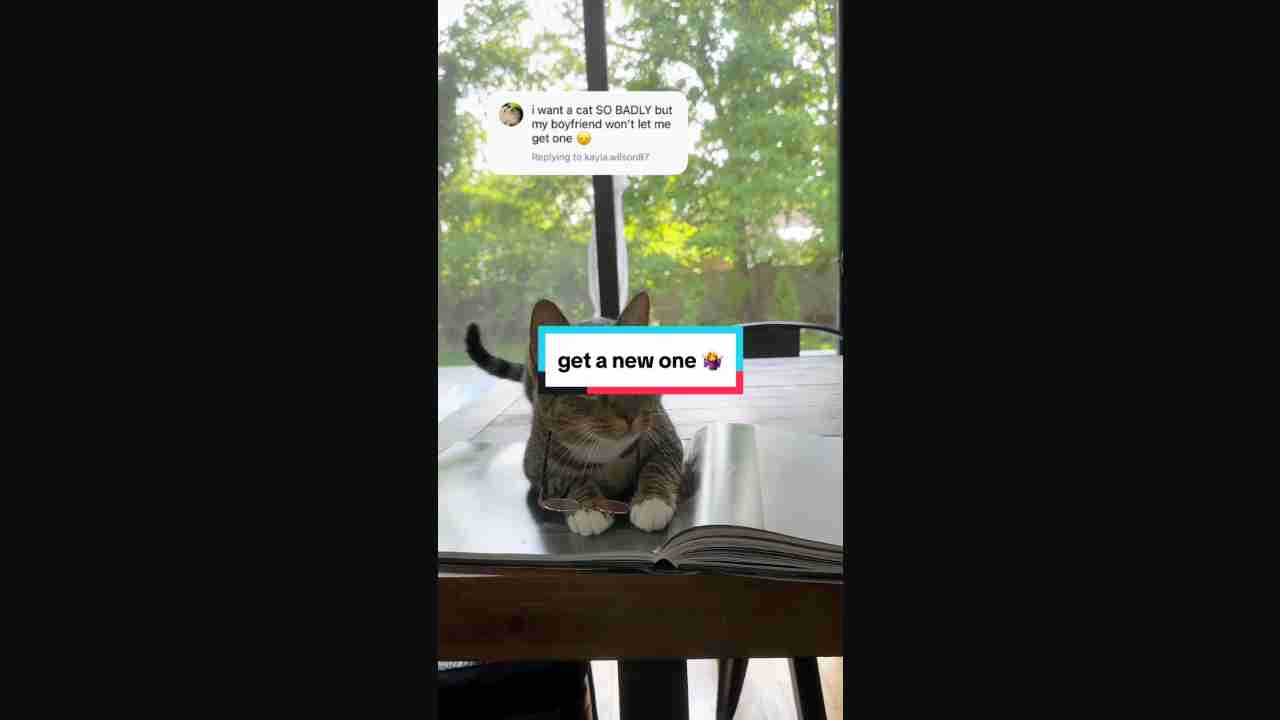 i want a cat SO BADLY but
my boyfriend won't let me
get one 😞
Replying to kayla.wilson87
get a new one 🤷‍♀️